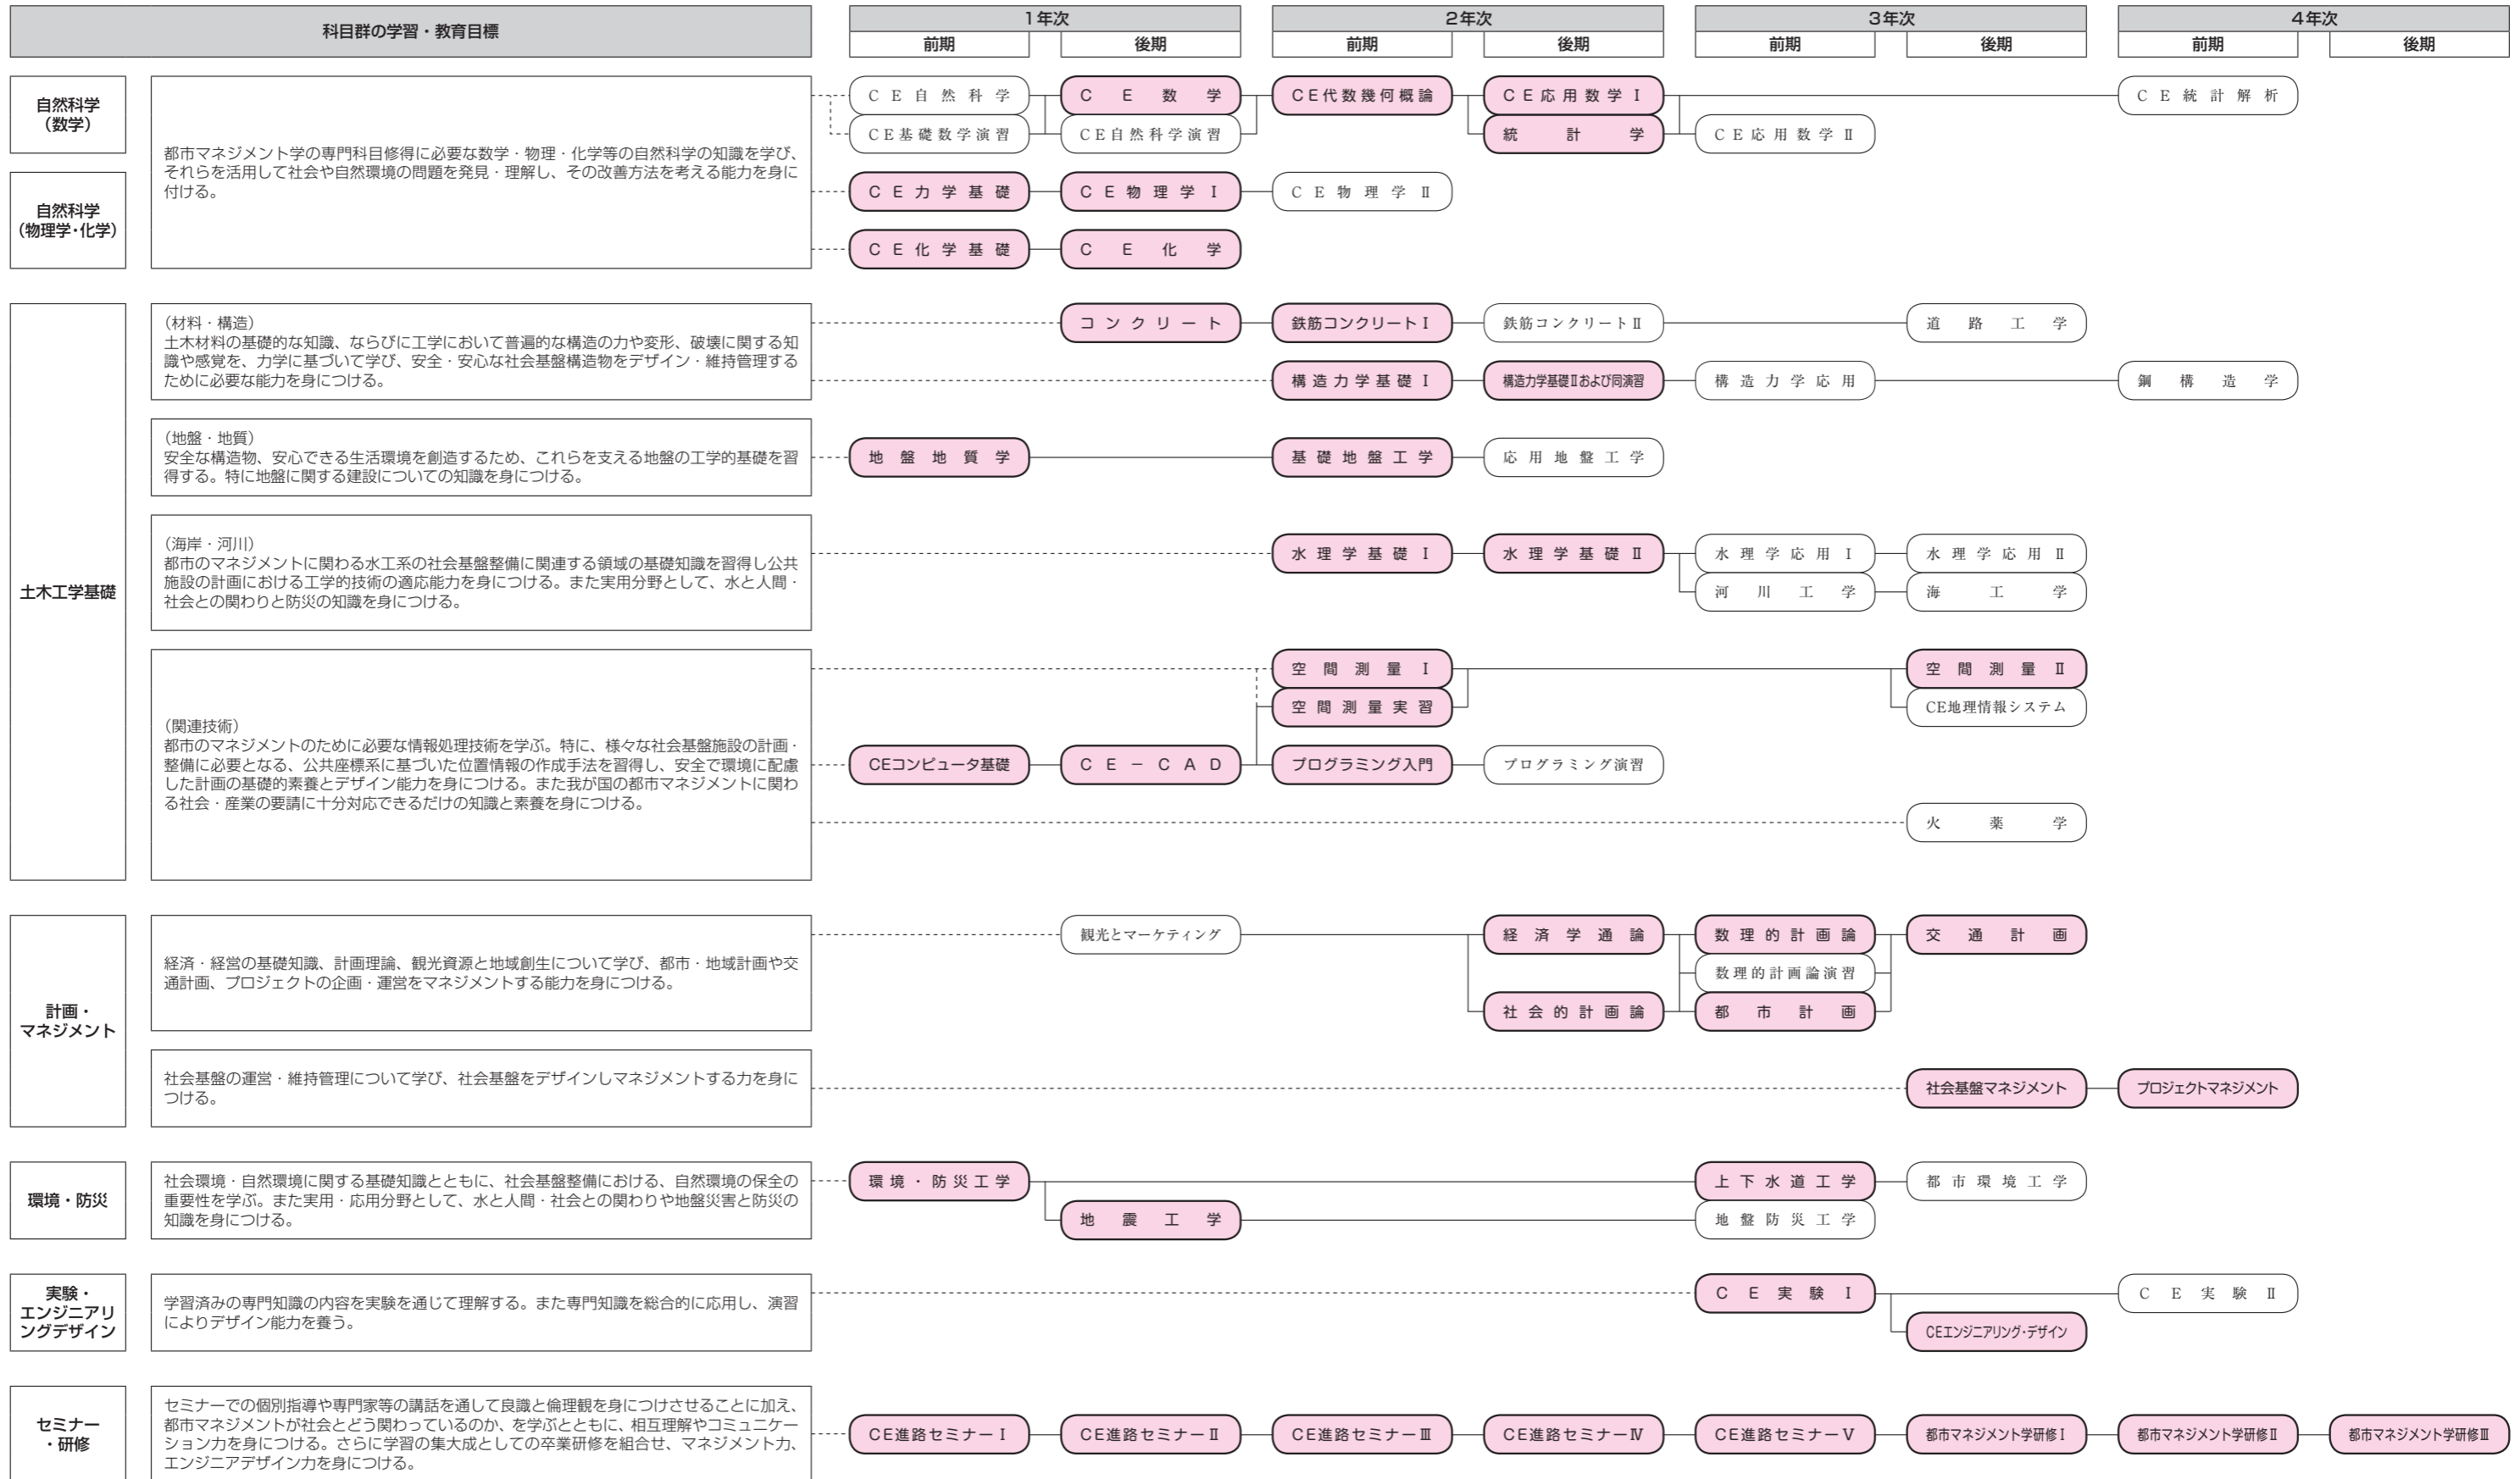 科目群の学習・教育目標
1年次
2年次
3年次
4年次
前期
後期
前期
後期
前期
後期
前期
後期
自然科学
（数学）
自然科学
（物理学・化学）
都市マネジメント学の専門科目修得に必要な数学・物理・化学等の自然科学の知識を学び、
それらを活用して社会や自然環境の問題を発見・理解し、その改善方法を考える能力を身に
付ける。
CE自然科学
CE数学
CE代数幾何概論
CE応用数学Ⅰ
CE統計解析
CE基礎数学演習
CE自然科学演習
統計学
CE応用数学Ⅱ
CE力学基礎
CE物理学Ⅰ
CE物理学Ⅱ
CE化学基礎
CE化学
土木工学基礎
（材料・構造）
土木材料の基礎的な知識、ならびに工学において普遍的な構造の力や変形、破壊に関する知
識や感覚を、力学に基づいて学び、安全・安心な社会基盤構造物をデザイン・維持管理する
ために必要な能力を身につける。
コンクリート
鉄筋コンクリートⅠ
鉄筋コンクリートⅡ
道路工学
構造力学基礎Ⅰ
構造力学基礎Ⅱおよび同演習
構造力学応用
鋼構造学
（地盤・地質）
安全な構造物、安心できる生活環境を創造するため、これらを支える地盤の工学的基礎を習
得する。特に地盤に関する建設についての知識を身につける。
地盤地質学
基礎地盤工学
応用地盤工学
（海岸・河川）
都市のマネジメントに関わる水工系の社会基盤整備に関連する領域の基礎知識を習得し公共
施設の計画における工学的技術の適応能力を身につける。また実用分野として、水と人間・
社会との関わりと防災の知識を身につける。
水理学基礎Ⅰ
水理学基礎Ⅱ
水理学応用Ⅰ
水理学応用Ⅱ
河川工学
海工学
（関連技術）
都市のマネジメントのために必要な情報処理技術を学ぶ。特に、様々な社会基盤施設の計画・
整備に必要となる、公共座標系に基づいた位置情報の作成手法を習得し、安全で環境に配慮
した計画の基礎的素養とデザイン能力を身につける。また我が国の都市マネジメントに関わ
る社会・産業の要請に十分対応できるだけの知識と素養を身につける。
空間測量Ⅰ
空間測量Ⅱ
空間測量実習
CE地理情報システム
CEコンピュータ基礎
CE－CAD
プログラミング入門
プログラミング演習
火薬学
計画・
マネジメント
経済・経営の基礎知識、計画理論、観光資源と地域創生について学び、都市・地域計画や交
通計画、プロジェクトの企画・運営をマネジメントする能力を身につける。
観光とマーケティング
経済学通論
数理的計画論
交通計画
数理的計画論演習
社会的計画論
都市計画
社会基盤の運営・維持管理について学び、社会基盤をデザインしマネジメントする力を身に
つける。
社会基盤マネジメント
プロジェクトマネジメント
環境・防災
社会環境・自然環境に関する基礎知識とともに、社会基盤整備における、自然環境の保全の
重要性を学ぶ。また実用・応用分野として、水と人間・社会との関わりや地盤災害と防災の
知識を身につける。
環境・防災工学
上下水道工学
都市環境工学
地震工学
地盤防災工学
実験・
エンジニアリ
ングデザイン
学習済みの専門知識の内容を実験を通じて理解する。また専門知識を総合的に応用し、演習
によりデザイン能力を養う。
CE実験Ⅰ
CE実験Ⅱ
CEエンジニアリング・デザイン
セミナー
・研修
セミナーでの個別指導や専門家等の講話を通して良識と倫理観を身につけさせることに加え、
都市マネジメントが社会とどう関わっているのか、を学ぶとともに、相互理解やコミュニケー
ション力を身につける。さらに学習の集大成としての卒業研修を組合せ、マネジメント力、
エンジニアデザイン力を身につける。
CE進路セミナーⅠ
CE進路セミナーⅡ
CE進路セミナーⅢ
CE進路セミナーⅣ
CE進路セミナーⅤ
都市マネジメント学研修Ⅰ
都市マネジメント学研修Ⅱ
都市マネジメント学研修Ⅲ